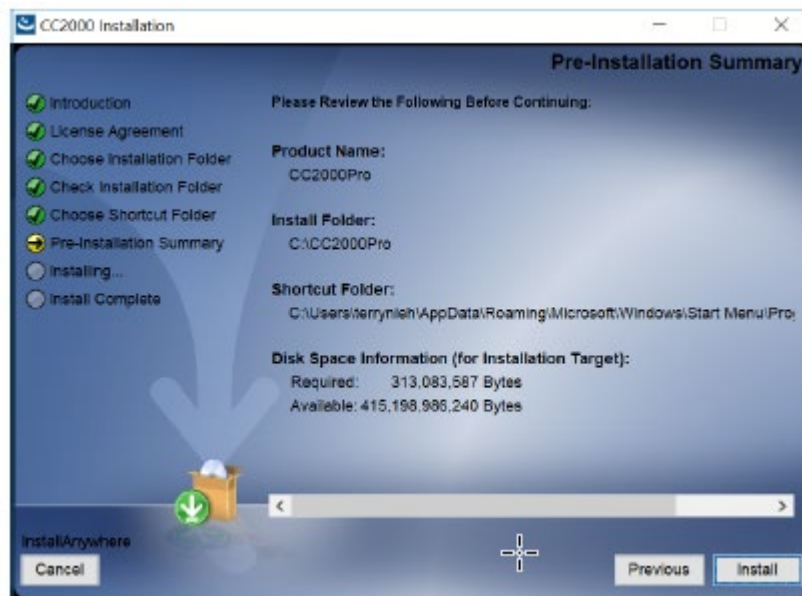 CC2000 Installation
Pre-Installation Summary
Introduction
License Agreement
Choose Installation Folder
Check Installation Folder
Choose Shortcut Folder
Pre-Installation Summary
Installing...
Install Complete
Please Review the Following Before Continuing:
Product Name:
CC2000Pro
Install Folder:
C:\CC2000Pro
Shortcut Folder:
C:\Users\terrynieh\AppData\Roaming\Microsoft\Windows\Start Menu\Pro
Disk Space Information (for Installation Target):
Required: 313,083,587 Bytes
Available: 415,198,986,240 Bytes
InstallAnywhere
Cancel
Previous
Install